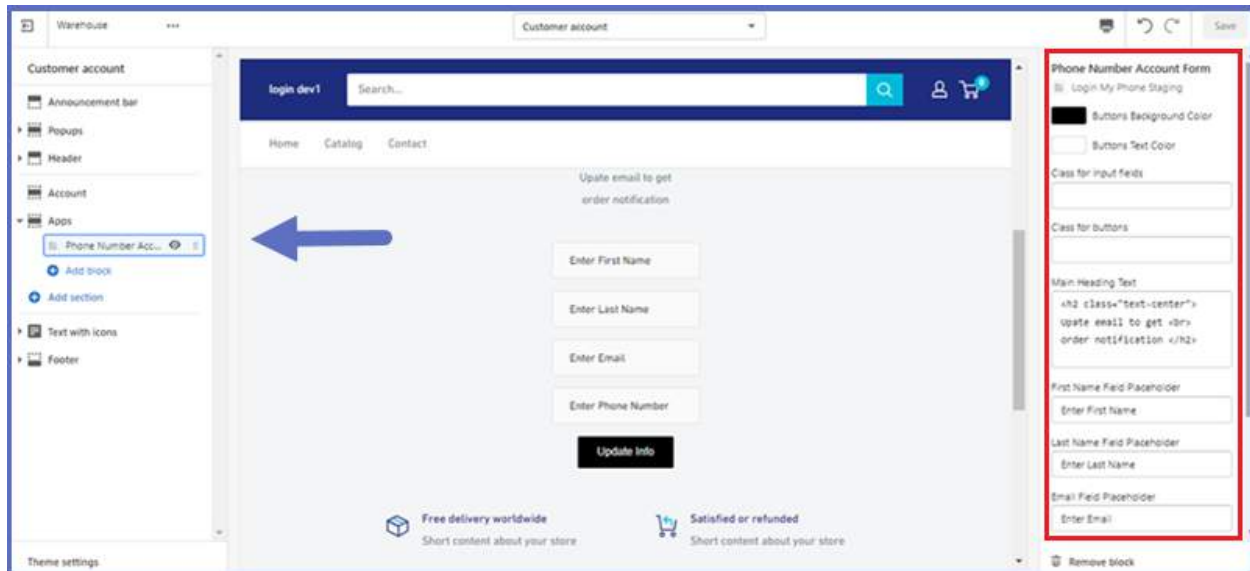 Warehouse
•••
Customer account
Save
Customer account
Announcement bar
Popups
Header
Account
Apps
Phone Number Acc...
Add block
Add section
Text with icons
Footer
Theme settings
login dev1
Search...
0
Home Catalog Contact
Upate email to get
order notification
Enter First Name
Enter Last Name
Enter Email
Enter Phone Number
Update Info
Free delivery worldwide
Short content about your store
Satisfied or refunded
Short content about your store
Phone Number Account Form
Login My Phone Staging
Buttons Background Color
Buttons Text Color
Class for input fields
Class for buttons
Main Heading Text
<h2 class="text-center">
Upate email to get <br>
order notification </h2>
First Name Field Placeholder
Enter First Name
Last Name Field Placeholder
Enter Last Name
Email Field Placeholder
Enter Email
Remove block